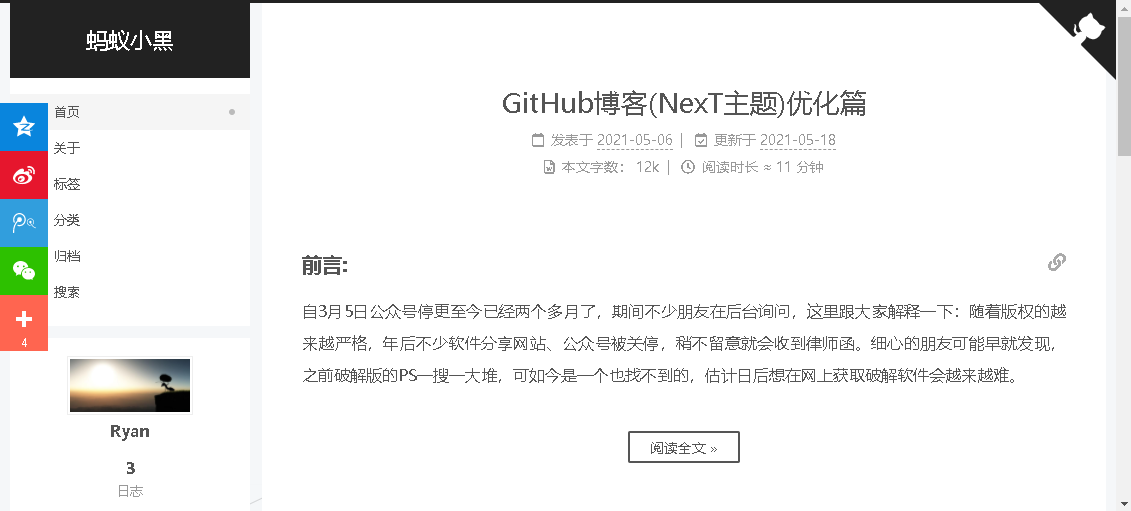 蚂蚁小黑
首页
关于
标签
分类
归档
搜索
4
Ryan
3
日志
GitHub博客(NexT主题)优化篇
发表于 2021-05-06 | 更新于 2021-05-18
本文字数： 12k | 阅读时长 ≈ 11 分钟
前言:
自3月5日公众号停更至今已经两个多月了，期间不少朋友在后台询问，这里跟大家解释一下：随着版权的越
来越严格，年后不少软件分享网站、公众号被关停，稍不留意就会收到律师函。细心的朋友可能早就发现，
之前破解版的PS一搜一大堆，可如今是一个也找不到的，估计日后想在网上获取破解软件会越来越难。
阅读全文 »